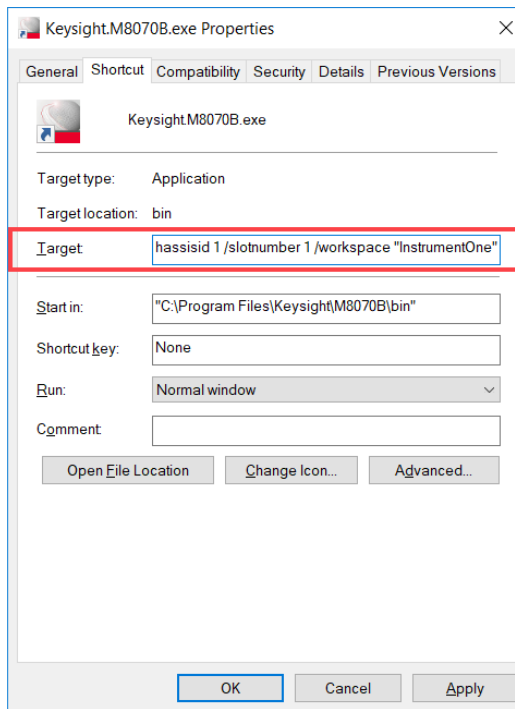 Keysight.M8070B.exe Properties
General Shortcut Compatibility Security Details Previous Versions
Keysight.M8070B.exe
Target type: Application
Target location: bin
Target: hassisid 1 /slotnumber 1 /workspace "InstrumentOne"
Start in: "C:\Program Files\Keysight\M8070B\bin"
Shortcut key: None
Run: Normal window
Comment:
Open File Location Change Icon... Advanced...
OK Cancel Apply